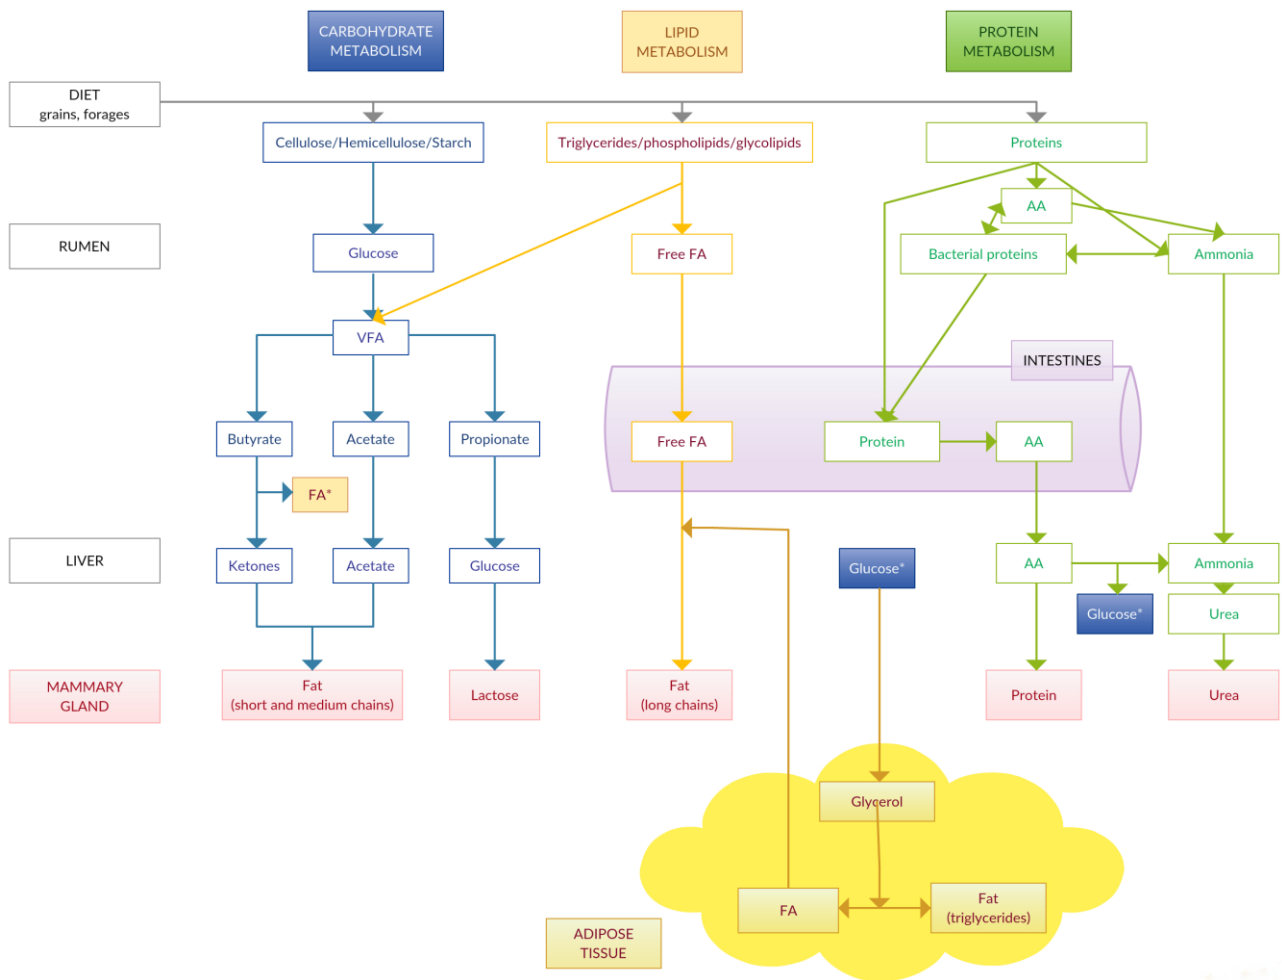 CARBOHYDRATE
METABOLISM
LIPID
METABOLISM
PROTEIN
METABOLISM
DIET
grains, forages
Cellulose/Hemicellulose/Starch
Triglycerides/phospholipids/glycolipids
Proteins
AA
RUMEN
Glucose
Free FA
Bacterial proteins
Ammonia
VFA
INTESTINES
Butyrate
Acetate
Propionate
Free FA
Protein
AA
FA*
LIVER
Ketones
Acetate
Glucose
Glucose*
AA
Ammonia
Glucose*
Urea
MAMMARY
GLAND
Fat
(short and medium chains)
Lactose
Fat
(long chains)
Protein
Urea
Glycerol
FA
Fat
(triglycerides)
ADIPOSE
TISSUE